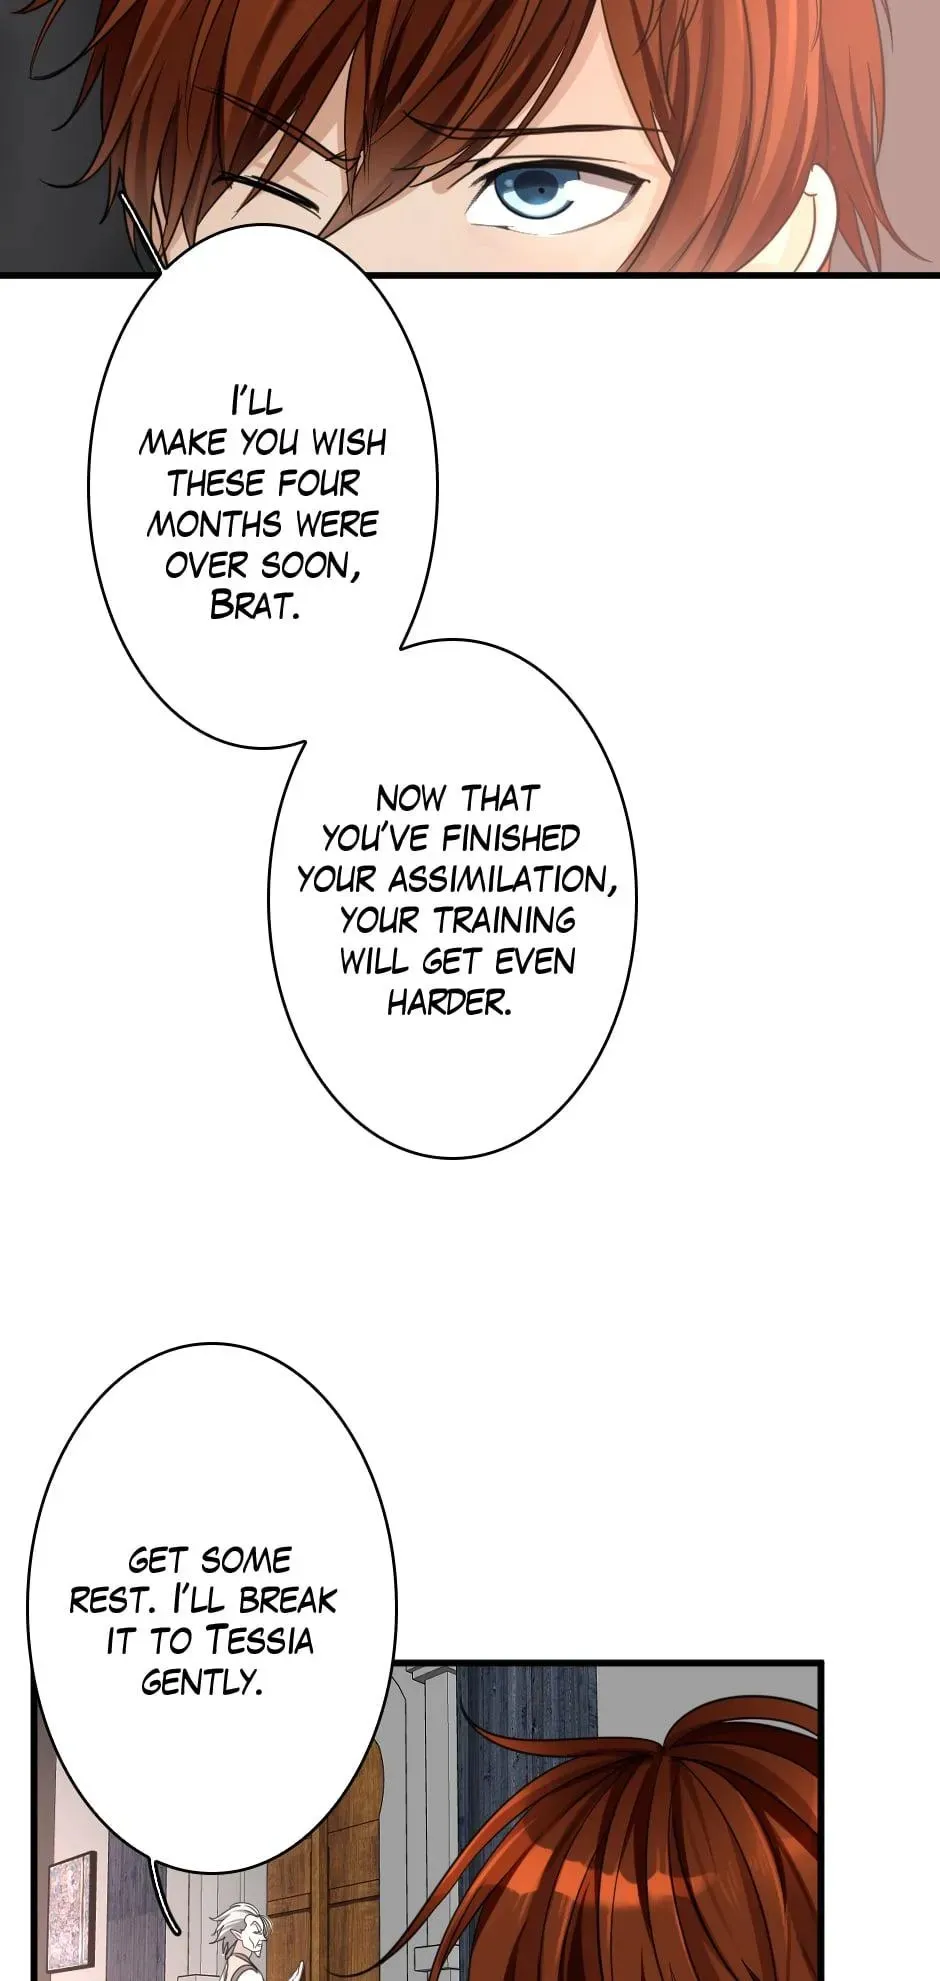 I'LL
MAKE YOU WISH
THESE FOUR
MONTHS WERE
OVER SOON,
BRAT.
NOW THAT
YOU'VE FINISHED
YOUR ASSIMILATION,
YOUR TRAINING
WILL GET EVEN
HARDER.
GET SOME
REST. I'LL BREAK
IT TO TESSIA
GENTLY.